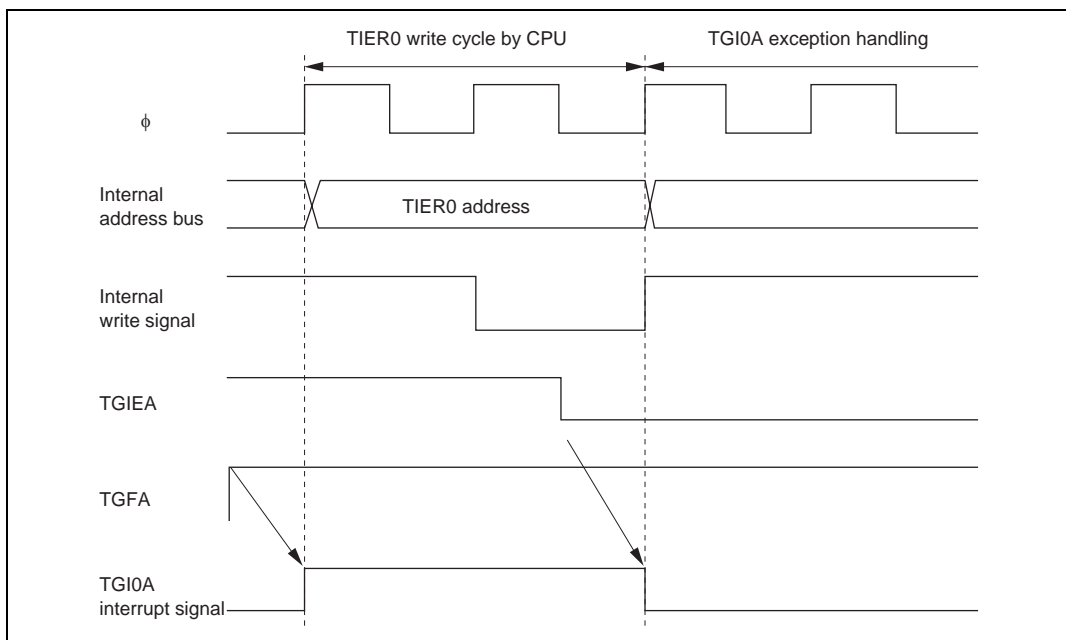 TIER0 write cycle by CPU
TGI0A exception handling
ϕ
Internal
address bus
TIER0 address
Internal
write signal
TGIEA
TGFA
TGI0A
interrupt signal